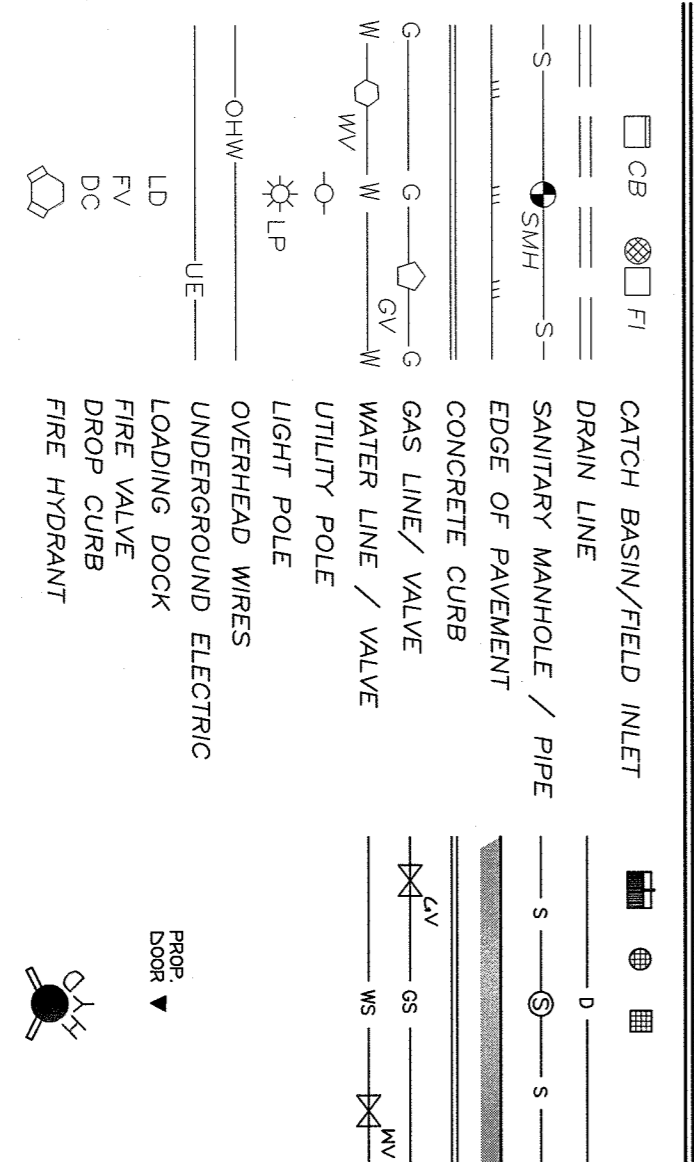 CB FI CATCH BASIN/FIELD INLET
DRAIN LINE D
S SMH S SANITARY MANHOLE / PIPE S S S
EDGE OF PAVEMENT
CONCRETE CURB
G G GV G GAS LINE/ VALVE GV GS
W WV W W WATER LINE / VALVE WS WV
UTILITY POLE
LP LIGHT POLE
OHW OVERHEAD WIRES
UE UNDERGROUND ELECTRIC
LD LOADING DOCK PROP. DOOR
FV FIRE VALVE
DC DROP CURB
FIRE HYDRANT HYD